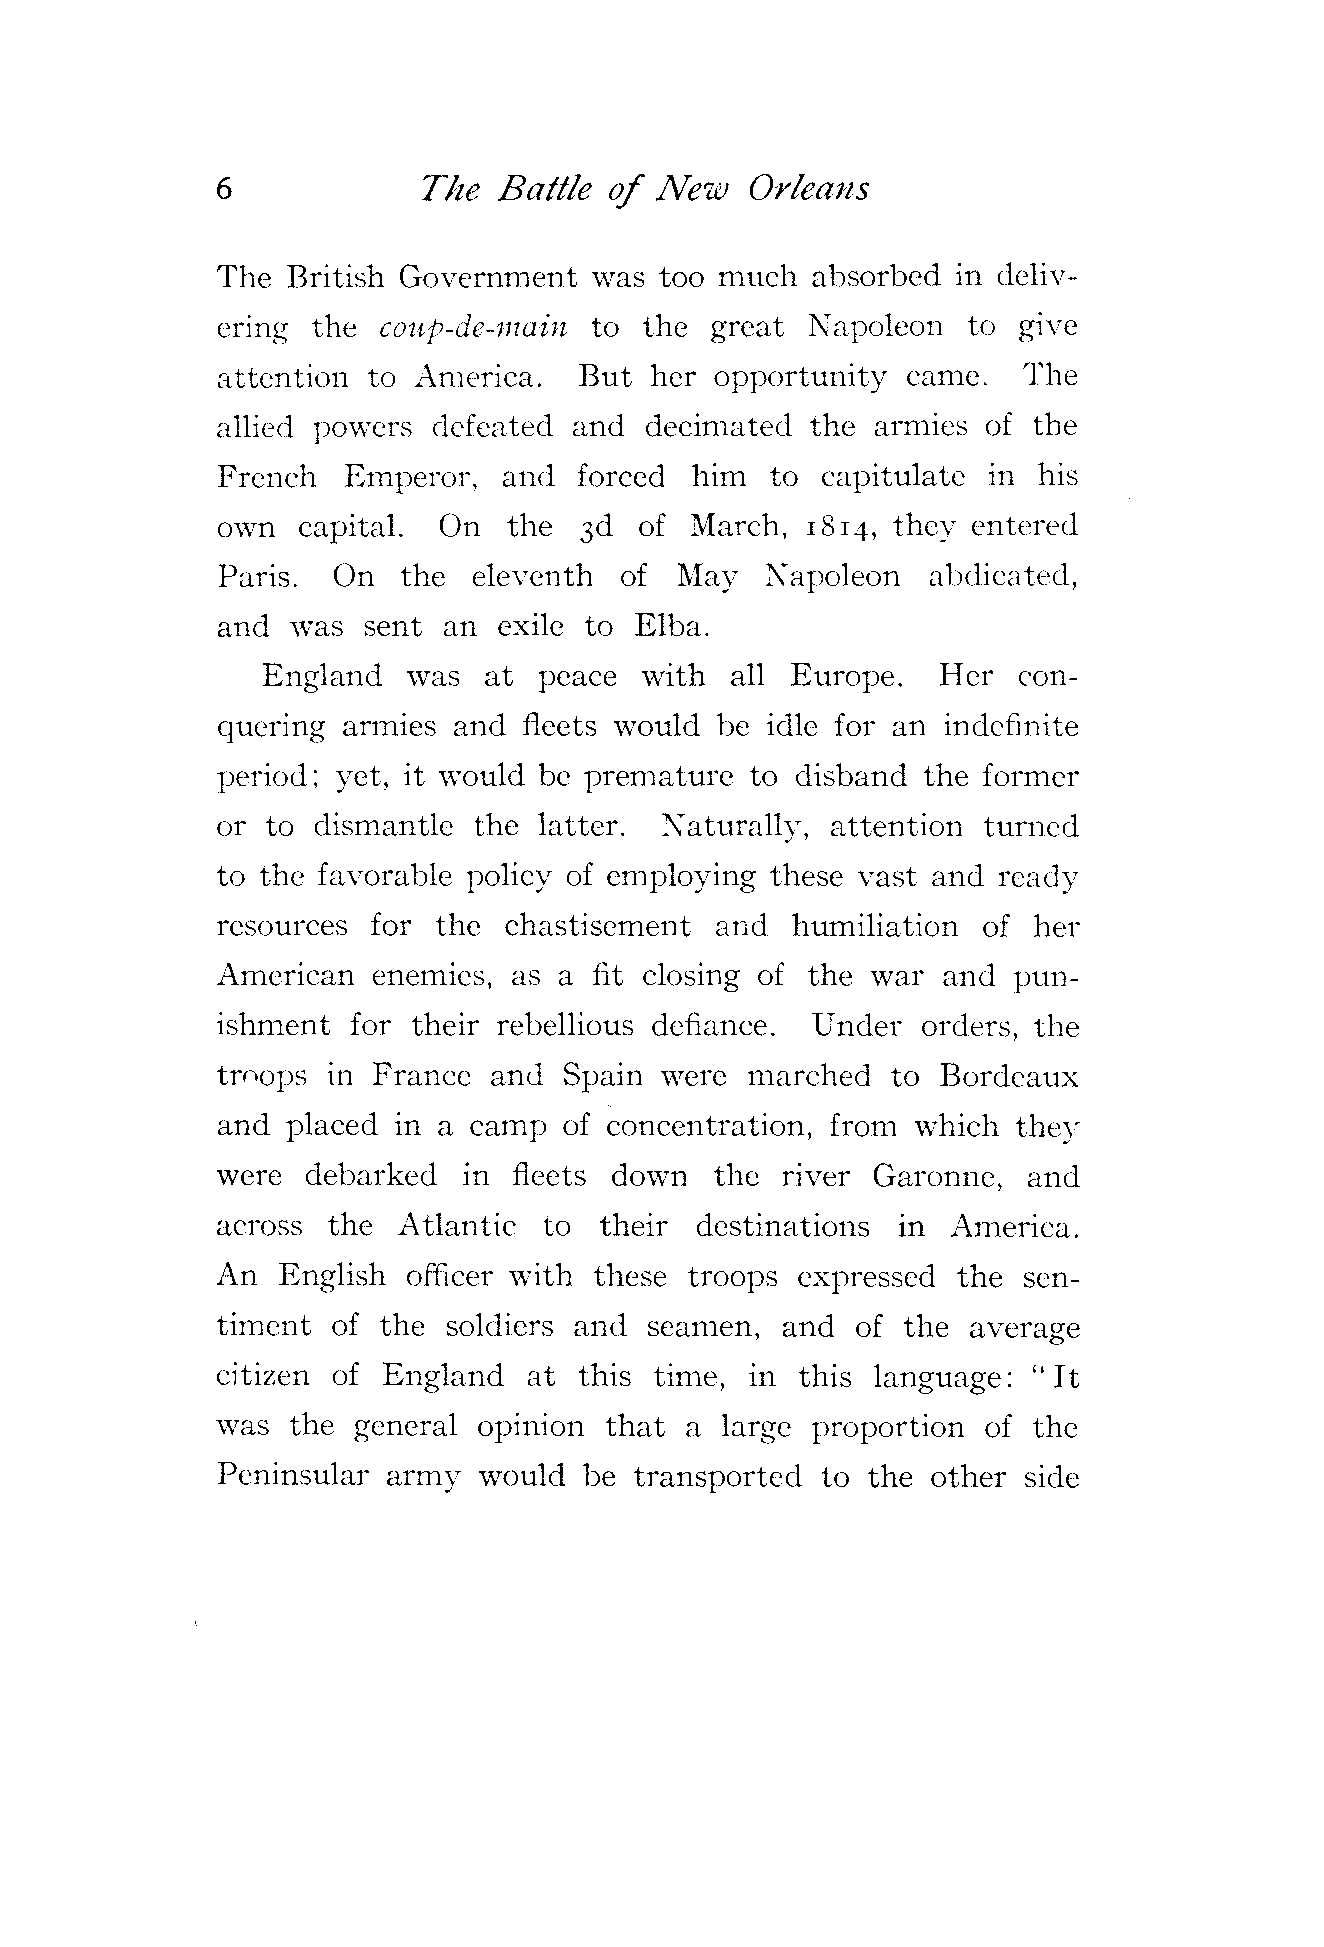 6 The Battle of New Orleans
The British Government was too much absorbed in deliv-
ering the coup-de-main to the great Napoleon to give
attention to America. But her opportunity came. The
allied powers defeated and decimated the armies of the
French Emperor, and forced him to capitulate in his
own capital. On the 3d of March, 1814, they entered
Paris. On the eleventh of May Napoleon abdicated,
and was sent an exile to Elba.
England was at peace with all Europe. Her con-
quering armies and fleets would be idle for an indefinite
period; yet, it would be premature to disband the former
or to dismantle the latter. Naturally, attention turned
to the favorable policy of employing these vast and ready
resources for the chastisement and humiliation of her
American enemies, as a fit closing of the war and pun-
ishment for their rebellious defiance. Under orders, the
troops in France and Spain were marched to Bordeaux
and placed in a camp of concentration, from which they
were debarked in fleets down the river Garonne, and
across the Atlantic to their destinations in America.
An English officer with these troops expressed the sen-
timent of the soldiers and seamen, and of the average
citizen of England at this time, in this language: "It
was the general opinion that a large proportion of the
Peninsular army would be transported to the other side